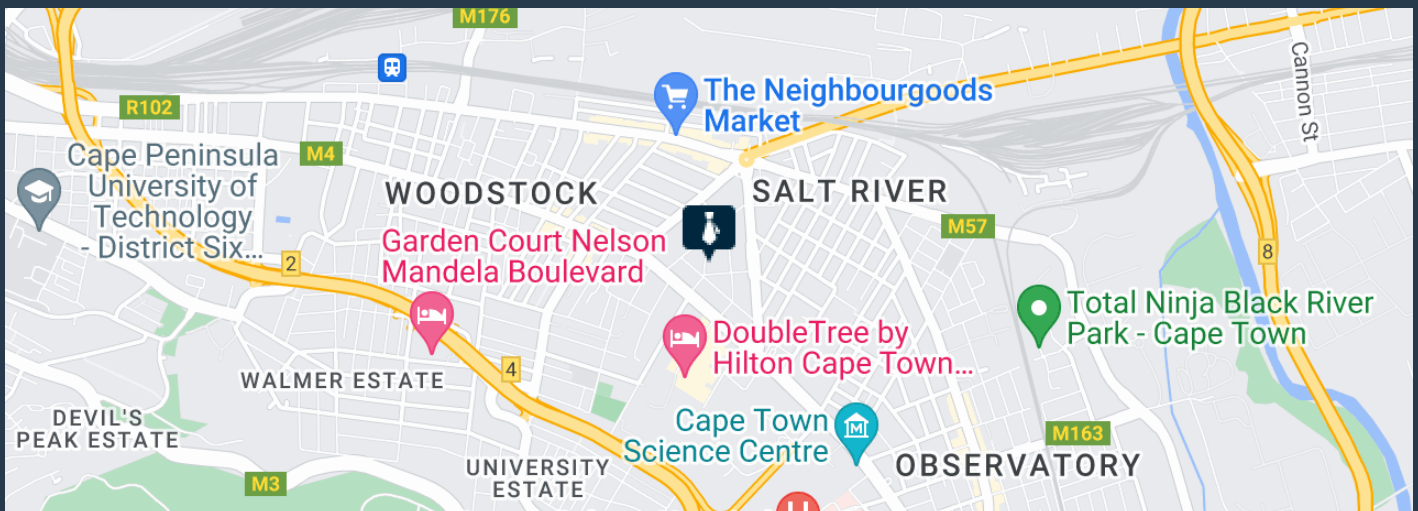 M176
The Neighbourgoods
Market
R102
Cannon St
Cape Peninsula
University of
Technology
- District Six...
M4
WOODSTOCK
SALT RIVER
M57
Garden Court Nelson
Mandela Boulevard
2
8
Total Ninja Black River
Park - Cape Town
DoubleTree by
Hilton Cape Town...
4
WALMER ESTATE
DEVIL'S
PEAK ESTATE
Cape Town
Science Centre
M163
OBSERVATORY
UNIVERSITY
ESTATE
M3
M
H